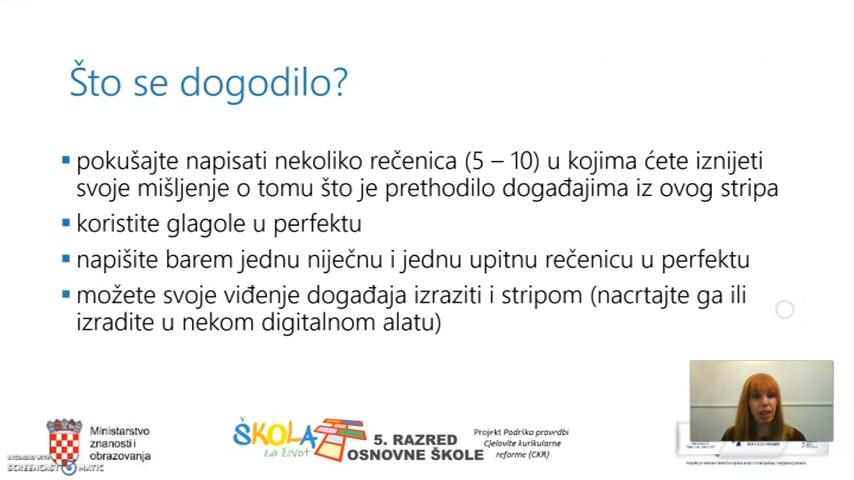 Što se dogodilo?
pokušajte napisati nekoliko rečenica (5 – 10) u kojima ćete iznijeti
svoje mišljenje o tomu što je prethodilo događajima iz ovog stripa
koristite glagole u perfektu
napišite barem jednu niječnu i jednu upitnu rečenicu u perfektu
možete svoje viđenje događaja izraziti i stripom (nacrtajte ga ili
izradite u nekom digitalnom alatu)
Ministarstvo
znanosti i
obrazovanja
ŠKOLA
za život
5. RAZRED
OSNOVNE ŠKOLE
Projekt Podrška provedbi
Cjelovite kurikularne
reforme (CKR)
RECORDED WITH
SCREENCAST MATIC